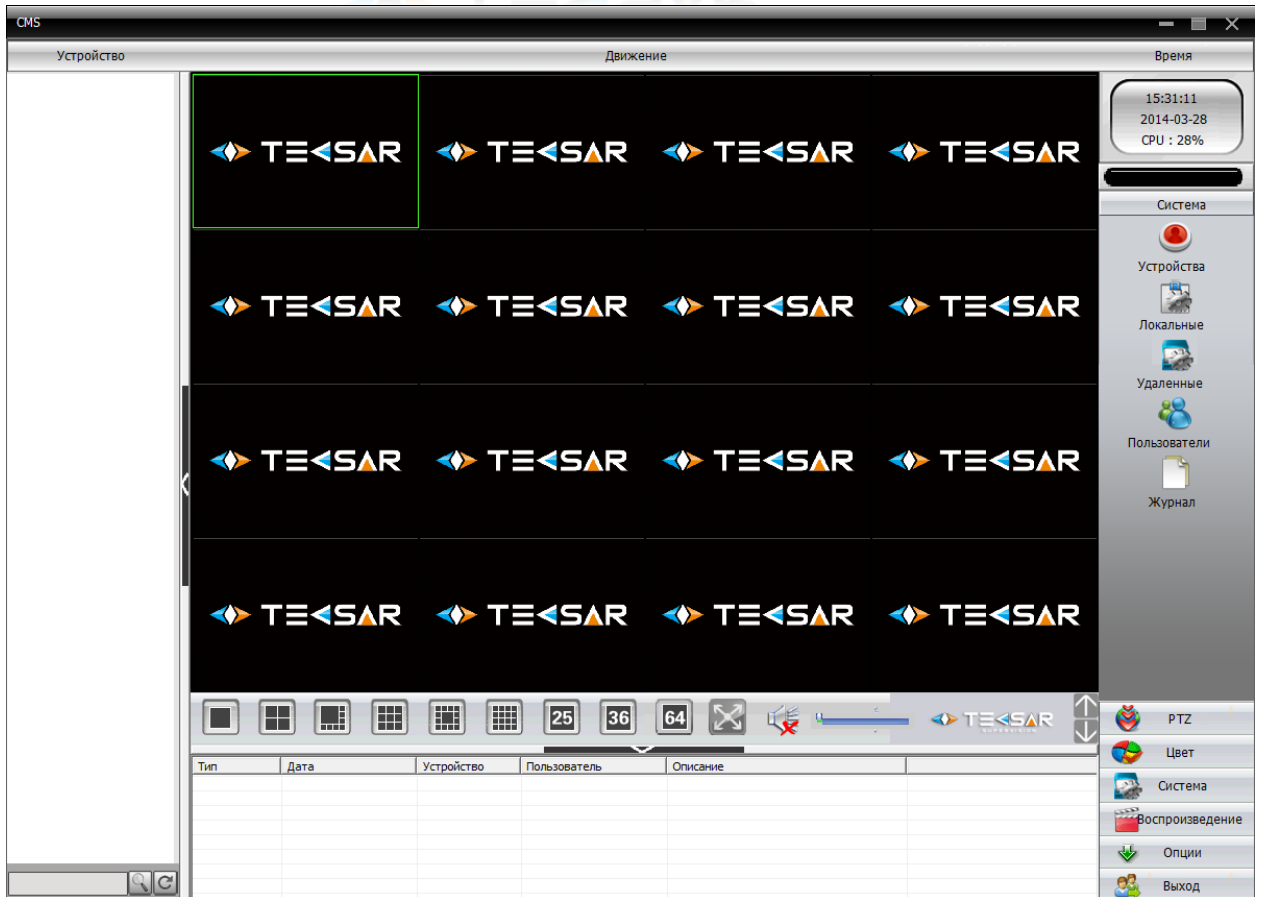 CMS
Устройство
Движение
Время
15:31:11
2014-03-28
CPU : 28%
TECSAR TECSAR TECSAR TECSAR
TECSAR TECSAR TECSAR TECSAR
TECSAR TECSAR TECSAR TECSAR
TECSAR TECSAR TECSAR TECSAR
Система
Устройства
Локальные
Удаленные
Пользователи
Журнал
25 36 64
TECSAR
SUPERVISION
PTZ
Цвет
Система
Воспроизведение
Опции
Выход
Тип Дата Устройство Пользователь Описание